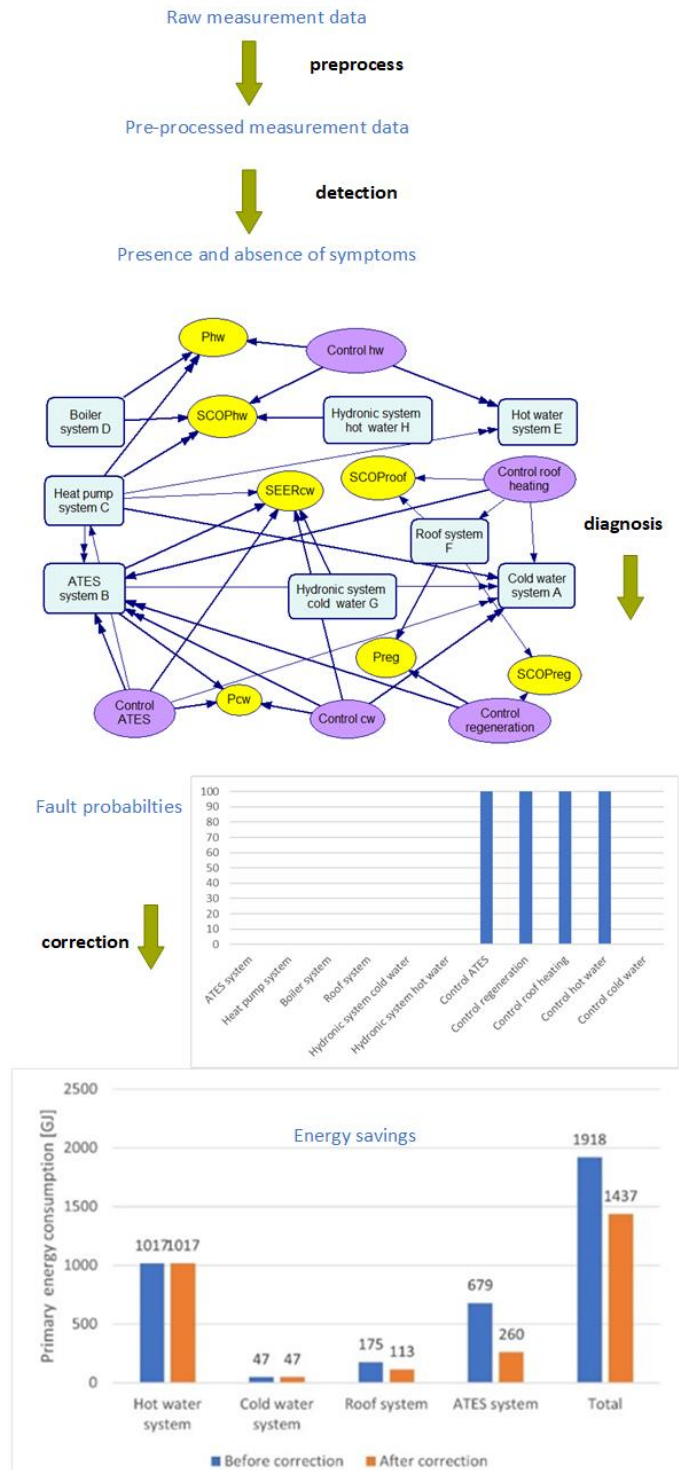 Raw measurement data
preprocess
Pre-processed measurement data
detection
Presence and absence of symptoms
Phw
Control hw
Boiler
system D
SCOPhw
Hydronic system
hot water H
Hot water
system E
Heat pump
system C
SEERcw
SCOProof
Control roof
heating
Roof system
F
diagnosis
ATES
system B
Hydronic system
cold water G
Cold water
system A
Preg
SCOPreg
Control
ATES
Pcw
Control cw
Control
regeneration
Fault probabilties
100
90
80
70
60
50
40
30
20
10
0
correction
ATES system
Heat pump system
Boiler system
Roof system
Hydronic system cold water
Hydronic system hot water
Control ATES
Control regeneration
Control roof heating
Control hot water
Control cold water
Energy savings
Primary energy consumption [GJ]
2500
2000
1500
1000
500
0
1017 1017
47 47
175 113
679 260
1918 1437
Hot water
system
Cold water
system
Roof system
ATES system
Total
Before correction After correction